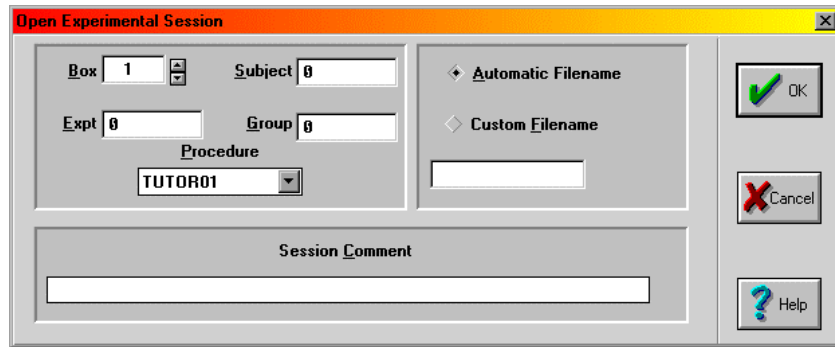 Open Experimental Session
Box 1 Subject 0
Expt 0 Group 0
Procedure
TUTOR01
Automatic Filename
Custom Filename
Session Comment
OK
Cancel
Help